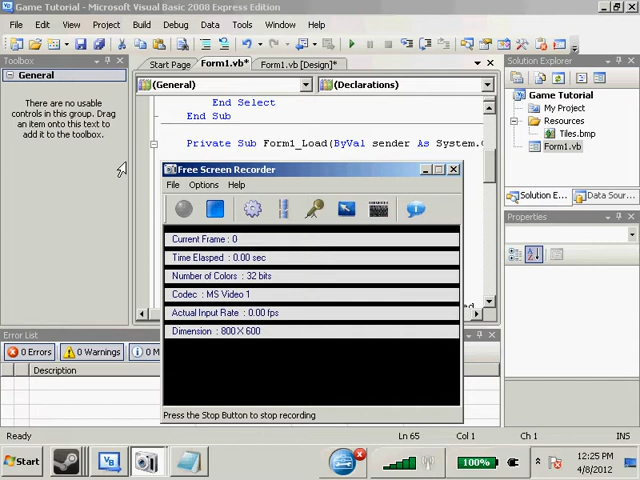 Game Tutorial - Microsoft Visual Basic 2008 Express Edition
File Edit View Project Build Debug Data Tools Window Help
Toolbox
General
There are no usable
controls in this group. Drag
an item onto this text to
add it to the toolbox.
Start Page Form1.vb* Form1.vb [Design]*
(General) (Declarations)
End Select
End Sub
Private Sub Form1_Load(ByVal sender As System.
Free Screen Recorder
File Options Help
Current Frame : 0
Time Elasped : 0.00 sec
Number of Colors : 32 bits
Codec : MS Video 1
Actual Input Rate : 0.00 fps
Dimension : 800 X 600
Press the Stop Button to stop recording
Solution Explorer
Game Tutorial
My Project
Resources
Tiles.bmp
Form1.vb
Solution E... Data Sour...
Properties
Error List
0 Errors 0 Warnings 0 M
Description
Ready Ln 65 Col 1 Ch 1 INS
Start 100% 12:25 PM
4/8/2012